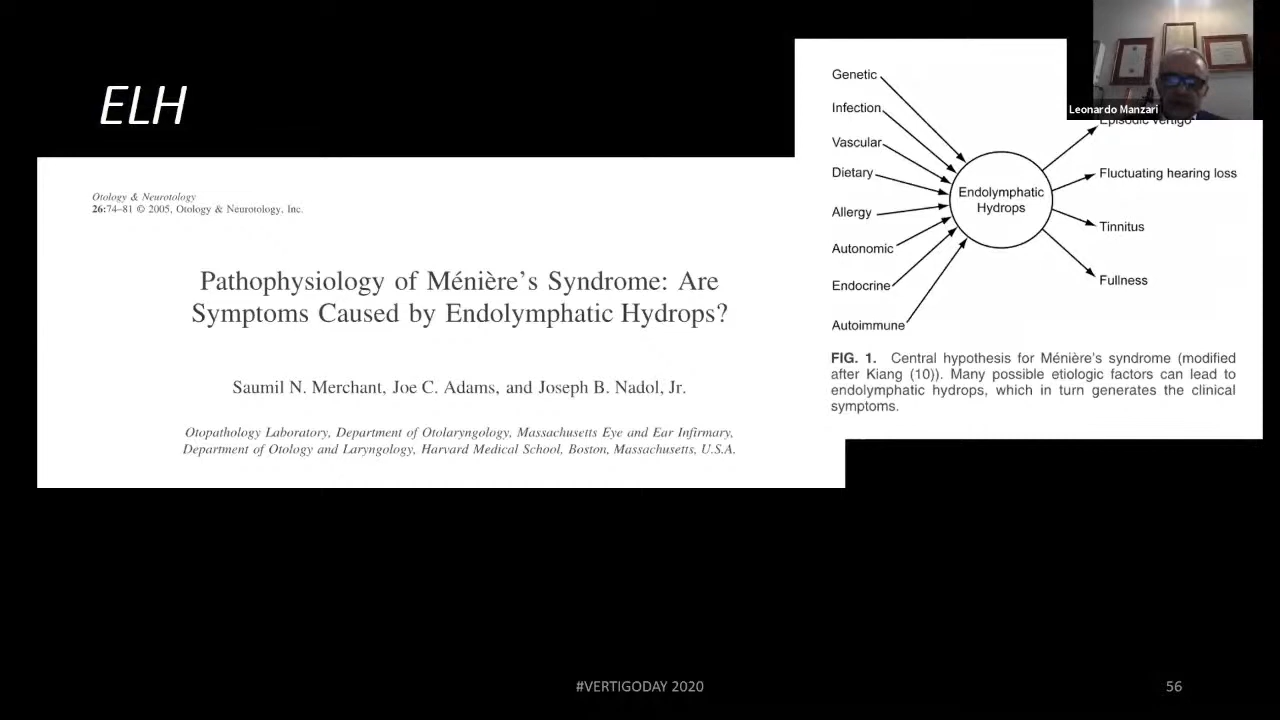 ELH
Otology & Neurotology
26:74–81 © 2005, Otology & Neurotology, Inc.
Pathophysiology of Ménière's Syndrome: Are
Symptoms Caused by Endolymphatic Hydrops?
Saumil N. Merchant, Joe C. Adams, and Joseph B. Nadol, Jr.
Otopathology Laboratory, Department of Otolaryngology, Massachusetts Eye and Ear Infirmary,
Department of Otology and Laryngology, Harvard Medical School, Boston, Massachusetts, U.S.A.
Genetic
Infection
Vascular
Dietary
Allergy
Autonomic
Endocrine
Autoimmune
Endolymphatic
Hydrops
Episodic vertigo
Fluctuating hearing loss
Tinnitus
Fullness
FIG. 1. Central hypothesis for Ménière's syndrome (modified
after Kiang (10)). Many possible etiologic factors can lead to
endolymphatic hydrops, which in turn generates the clinical
symptoms.
Leonardo Manzari
#VERTIGODAY 2020
56